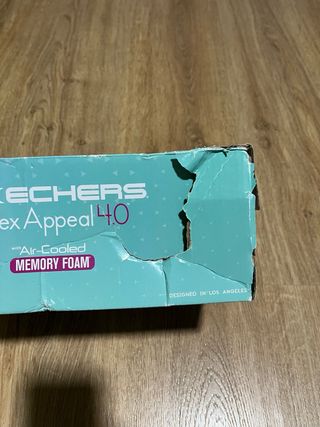 KECHERS
ex Appeal 4.0
with Air-Cooled
MEMORY FOAM
DESIGNED IN LOS ANGELES